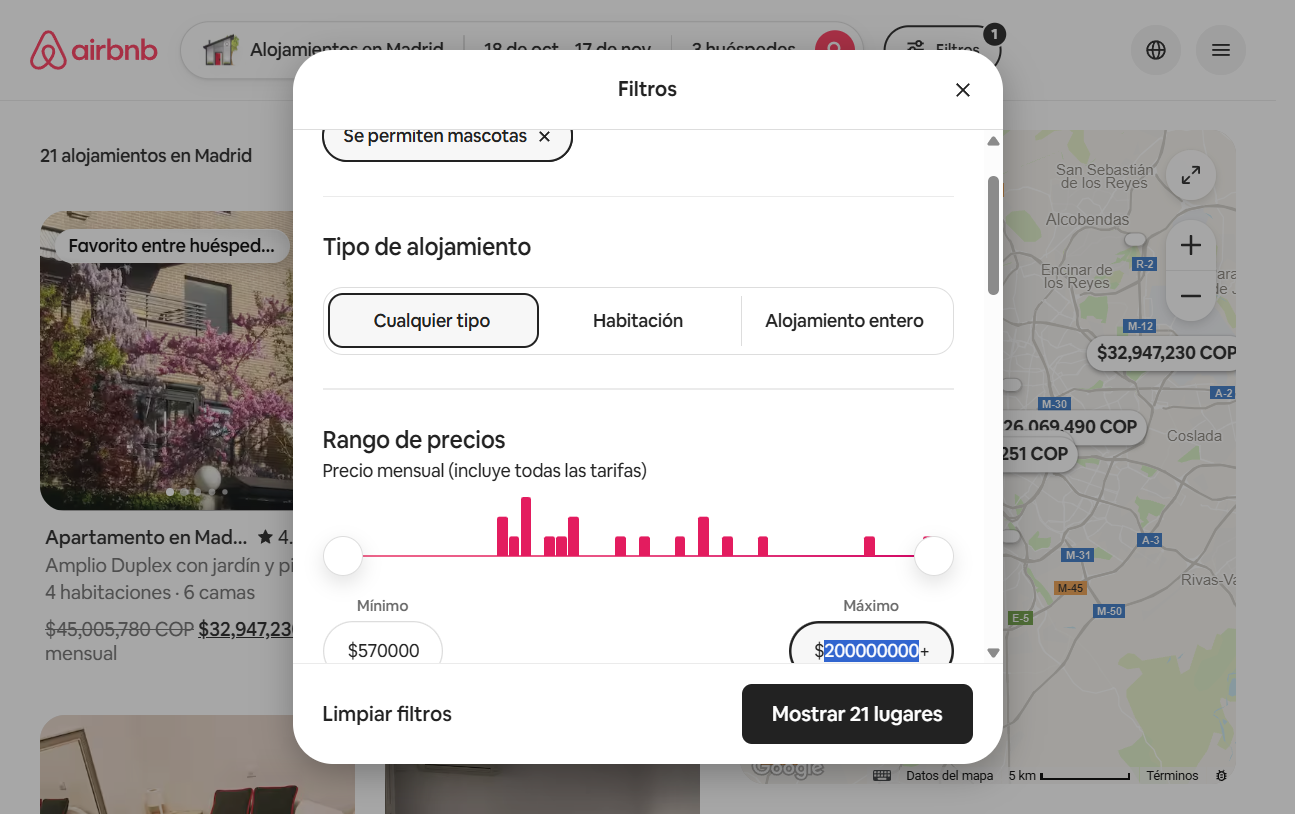 airbnb
Alojamientos en Madrid
18 de oct – 17 de nov
3 huéspedes
Filtros
1
21 alojamientos en Madrid
Favorito entre huésped...
Apartamento en Mad... ★ 4.
Amplio Duplex con jardín y pi
4 habitaciones · 6 camas
$45,005,780 COP $32,947,230
mensual
Filtros
Se permiten mascotas
Tipo de alojamiento
Cualquier tipo
Habitación
Alojamiento entero
Rango de precios
Precio mensual (incluye todas las tarifas)
Mínimo
$570000
Máximo
$200000000+
Limpiar filtros
Mostrar 21 lugares
San Sebastián
de los Reyes
Alcobendas
R-2
Encinar de
los Reyes
M-12
$32,947,230 COP
A-2
M-30
26,069,490 COP
Coslada
251 COP
A-3
M-31
M-45
Rivas-Va
M-50
E-5
Google
Datos del mapa
5 km
Términos